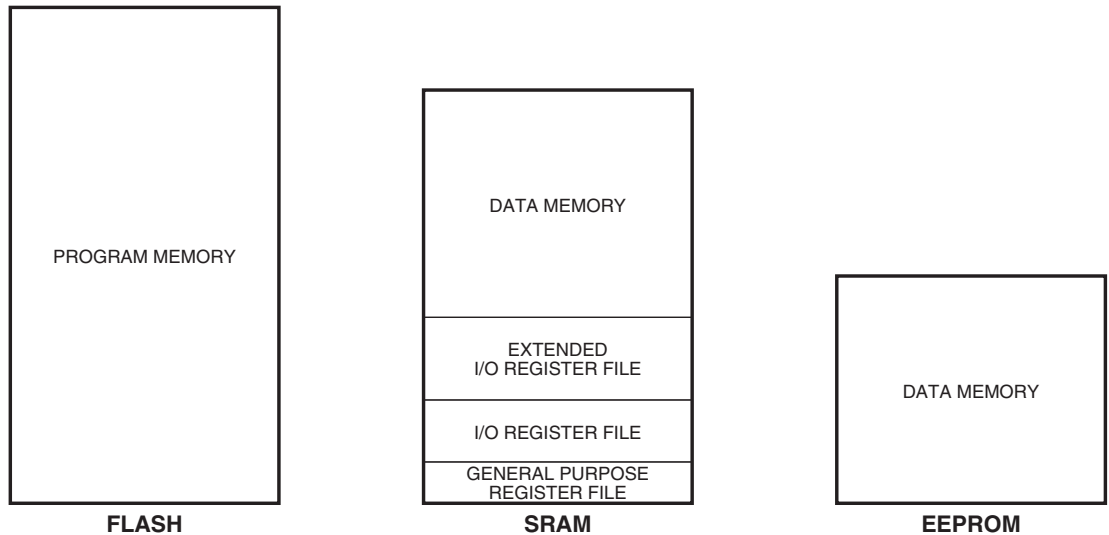 PROGRAM MEMORY
FLASH
DATA MEMORY
EXTENDED
I/O REGISTER FILE
I/O REGISTER FILE
GENERAL PURPOSE
REGISTER FILE
SRAM
DATA MEMORY
EEPROM